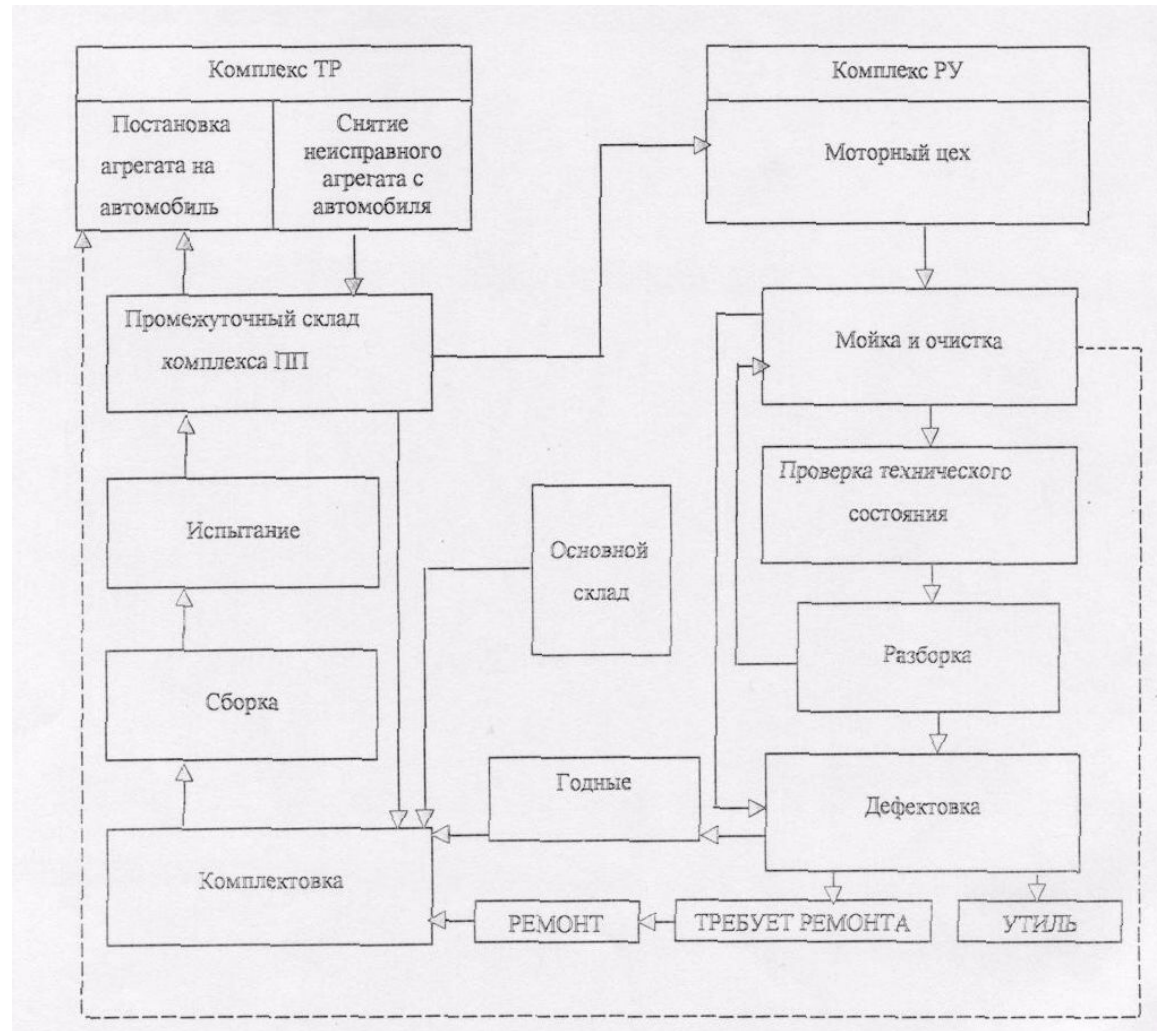 Комплекс ТР
Постановка
агрегата на
автомобиль
Снятие
неисправного
агрегата с
автомобиля
Комплекс РУ
Моторный цех
Промежуточный склад
комплекса ПП
Мойка и очистка
Проверка технического
состояния
Испытание
Основной
склад
Разборка
Сборка
Годные
Дефектовка
Комплектовка
РЕМОНТ
ТРЕБУЕТ РЕМОНТА
УТИЛЬ